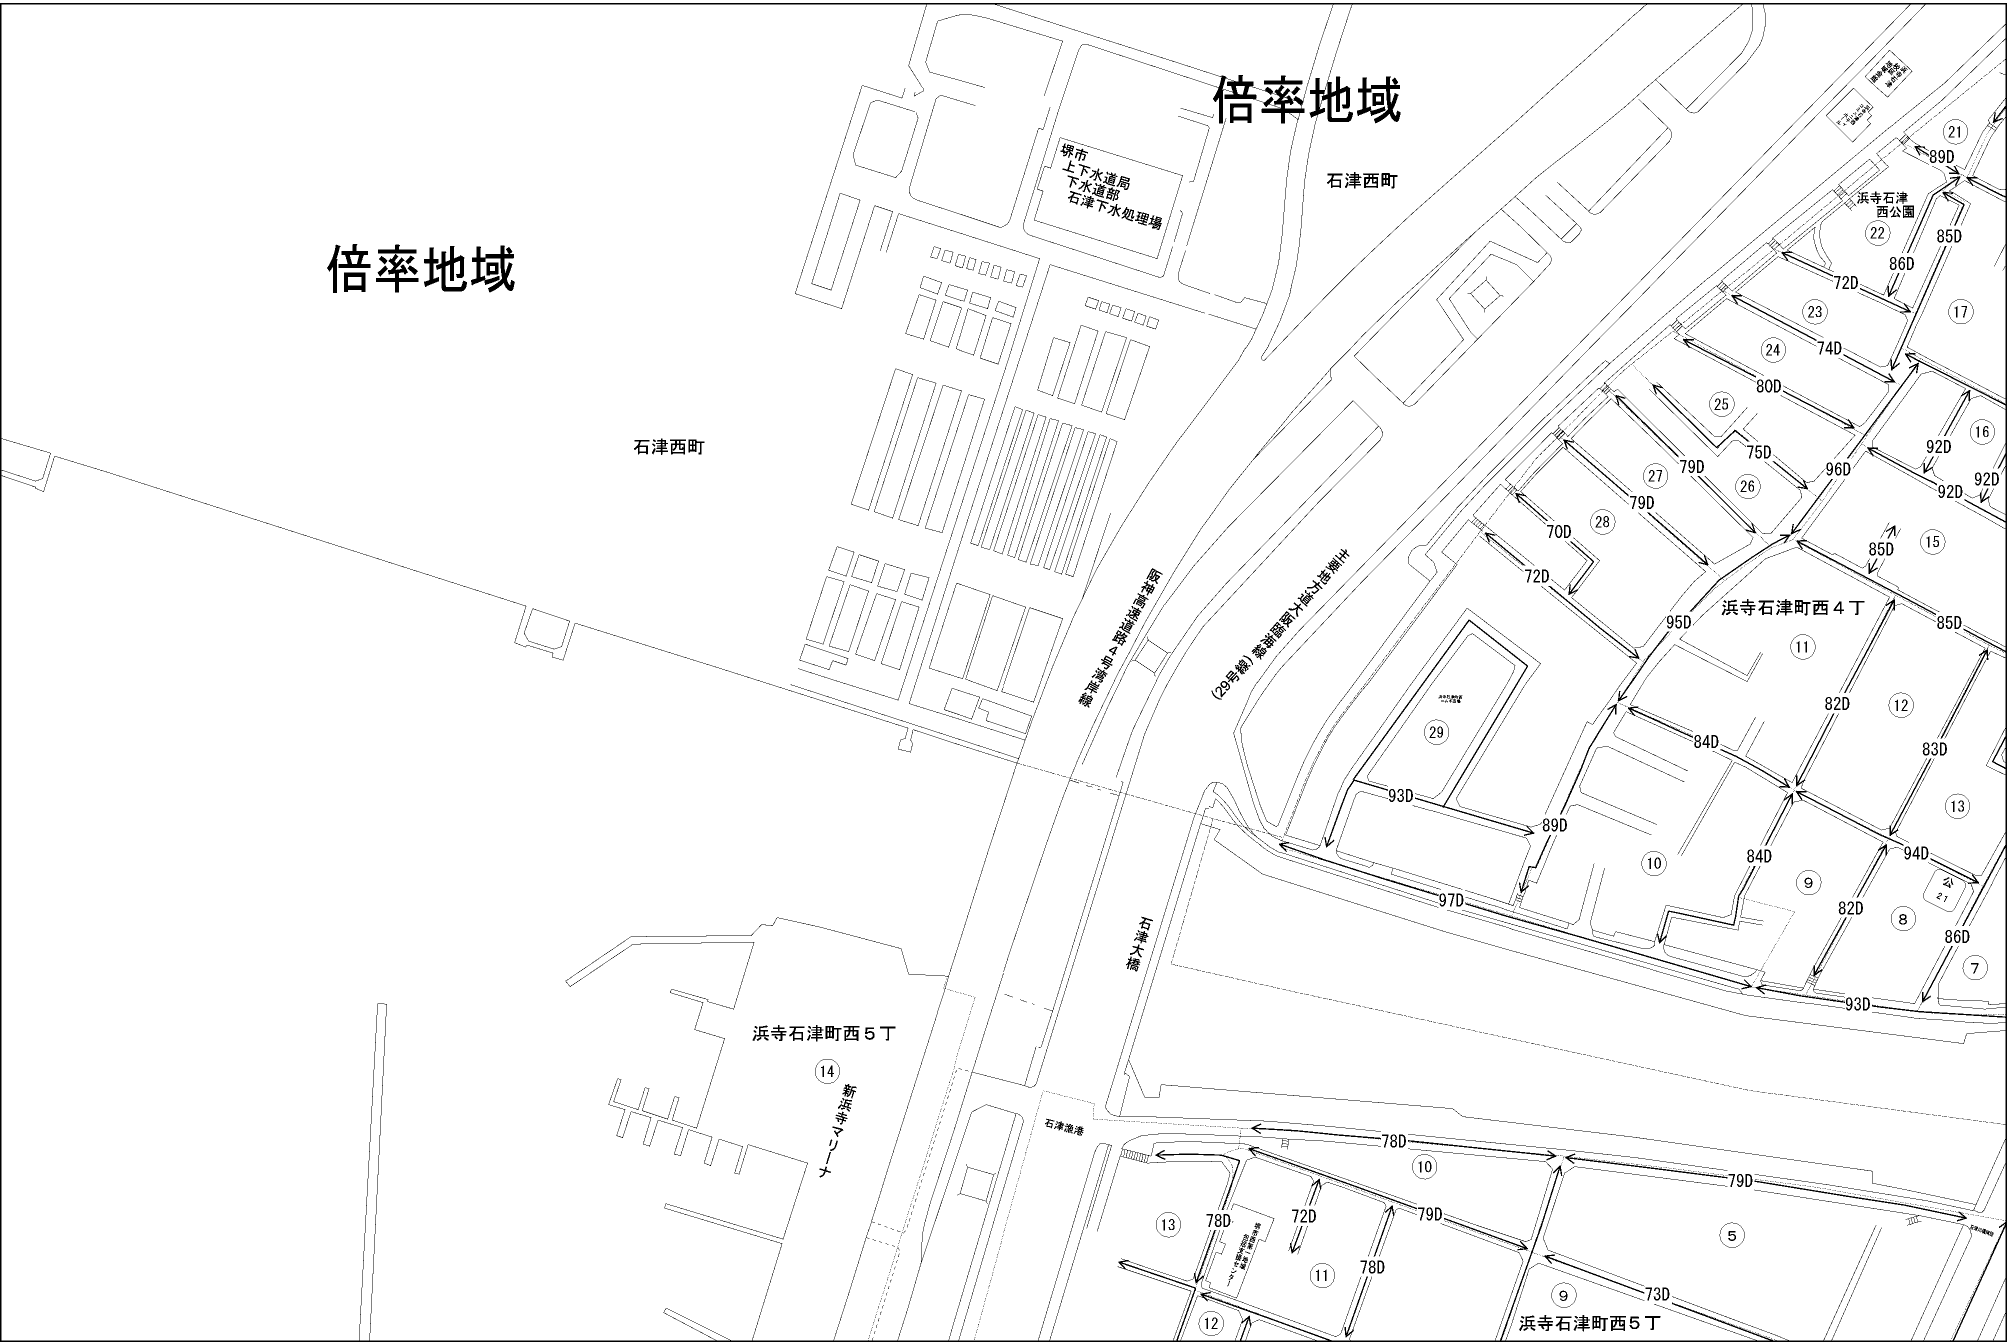 倍率地域
倍率地域
堺市
上下水道局
下水道部
石津下水処理場
石津西町
石津西町
浜寺石津
西公園
21
89D
22
85D
86D
72D
23
17
74D
24
80D
25
16
92D
92D
92D
75D
96D
79D
27
26
79D
28
70D
15
85D
72D
浜寺石津町西4丁
85D
95D
11
82D
12
84D
83D
29
93D
13
89D
84D
94D
10
9
公
21
97D
82D
8
86D
7
93D
主要地方道大阪臨海線
(29号線)
阪神高速道路4号湾岸線
石津大橋
浜寺石津町西5丁
14
新浜寺マリーナ
石津漁港
78D
10
79D
13
78D
72D
79D
5
11
78D
12
9
73D
浜寺石津町西5丁